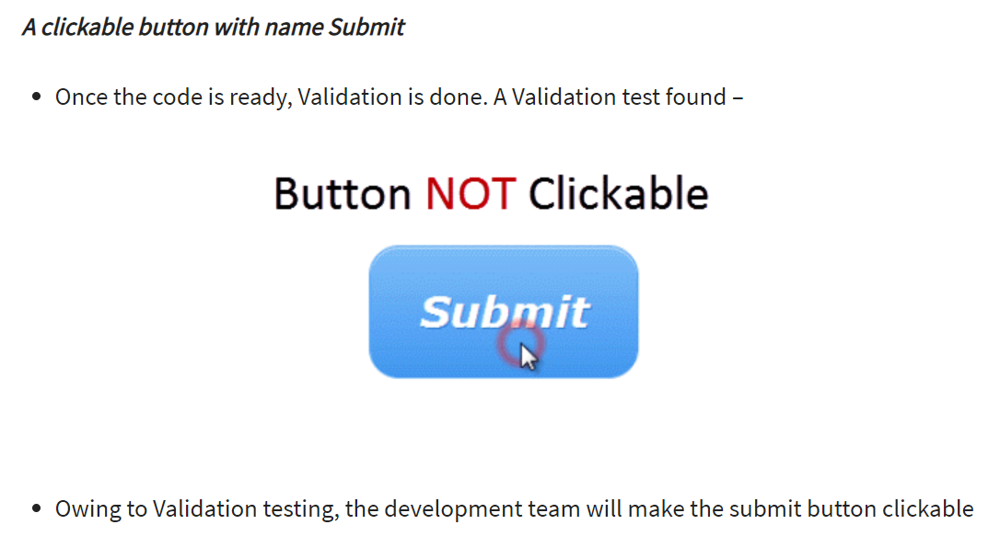 A clickable button with name Submit
• Once the code is ready, Validation is done. A Validation test found –
Button NOT Clickable
Submit
• Owing to Validation testing, the development team will make the submit button clickable